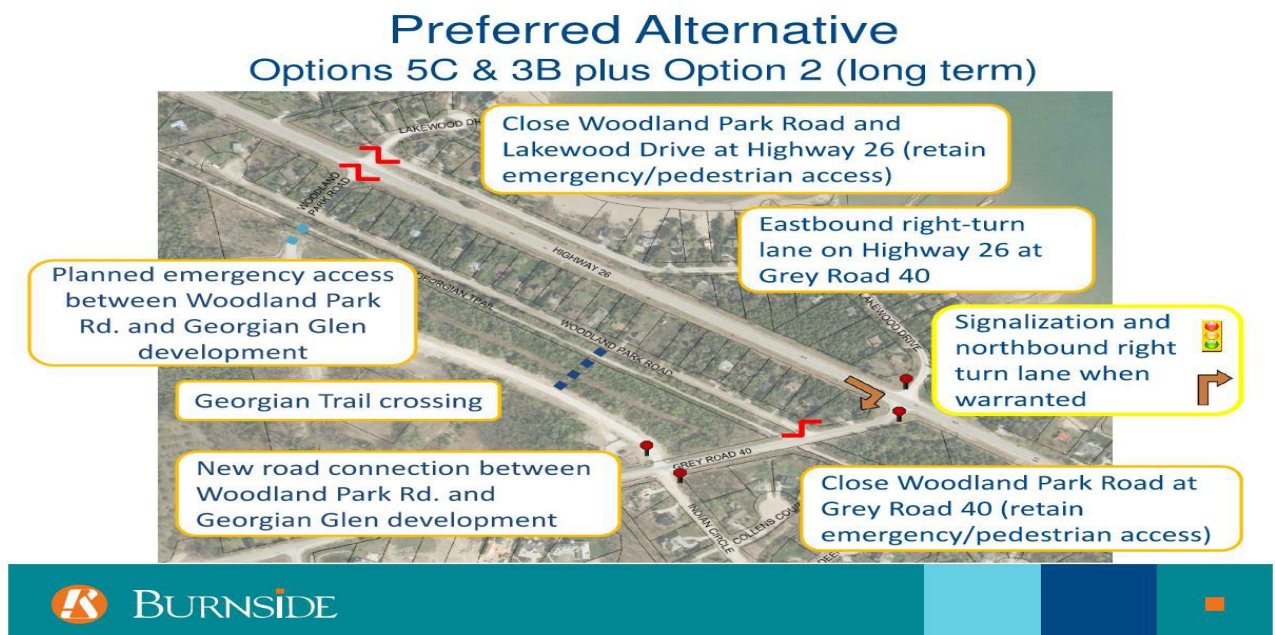 Preferred Alternative
Options 5C & 3B plus Option 2 (long term)
LAKEWOOD DR
Close Woodland Park Road and
Lakewood Drive at Highway 26 (retain
emergency/pedestrian access)
WOODLAND
PARK ROAD
Eastbound right-turn
lane on Highway 26 at
Grey Road 40
HIGHWAY 26
Planned emergency access
between Woodland Park
Rd. and Georgian Glen
development
GEORGIAN TRAIL
WOODLAND PARK ROAD
LAKEWOOD DRIVE
Signalization and
northbound right
turn lane when
warranted
Georgian Trail crossing
GREY ROAD 40
New road connection between
Woodland Park Rd. and
Georgian Glen development
INDIAN CIRCLE
COLLENS COU
Close Woodland Park Road at
Grey Road 40 (retain
emergency/pedestrian access)
BURNSIDE